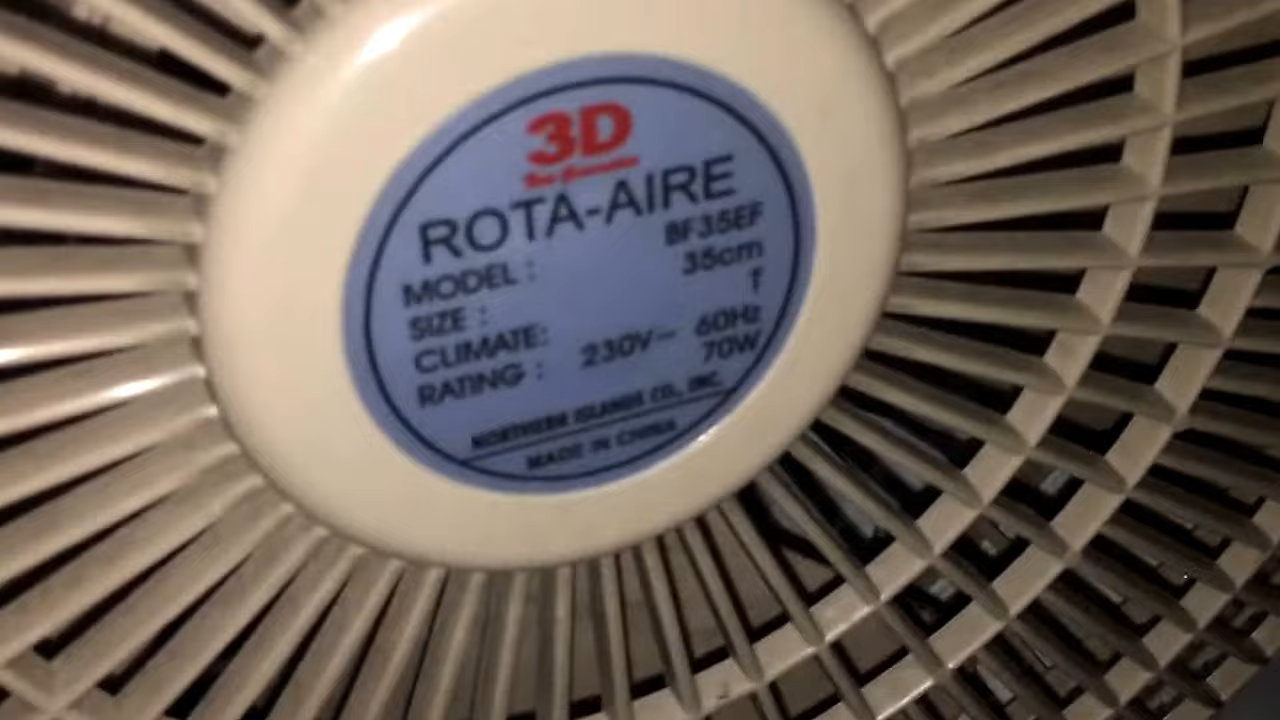 3D
ROTA-AIRE
MODEL : BF35EF
SIZE : 35cm
CLIMATE: T
RATING : 230V~ 60Hz
70W
NORTHERN ISLANDS CO., INC.
MADE IN CHINA